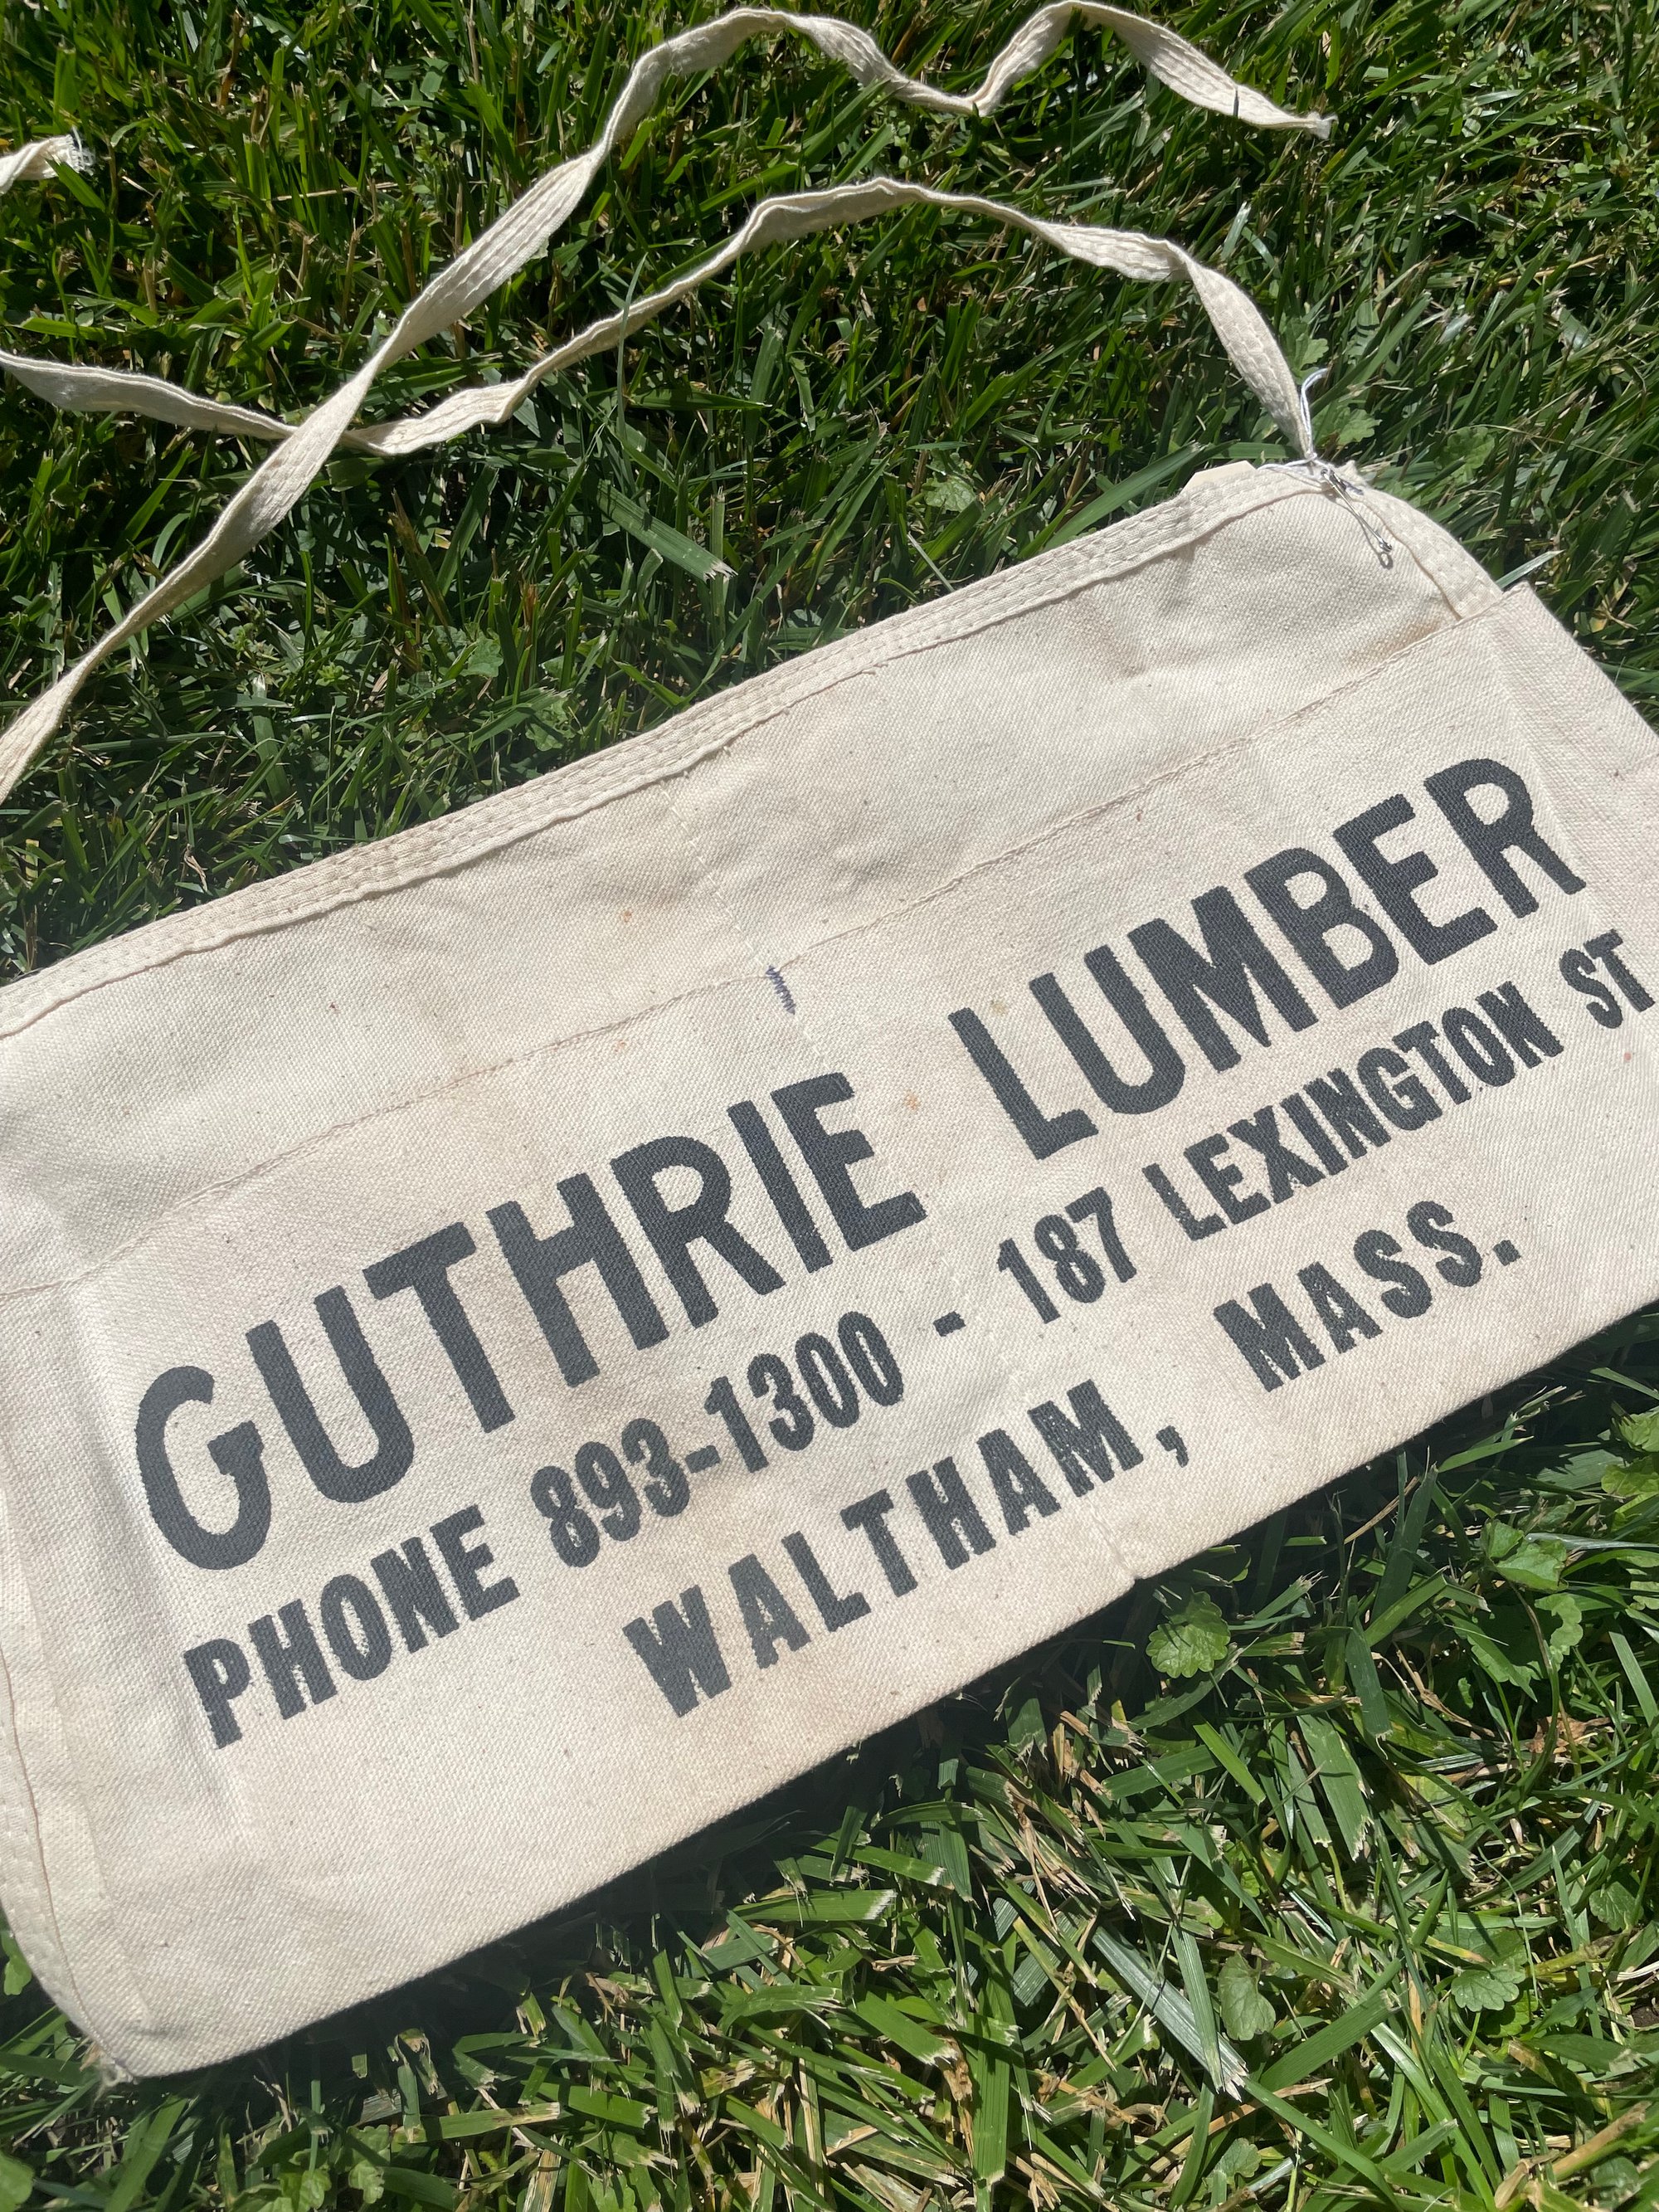 GUTHRIE LUMBER
PHONE 893-1300 - 187 LEXINGTON ST
WALTHAM, MASS.